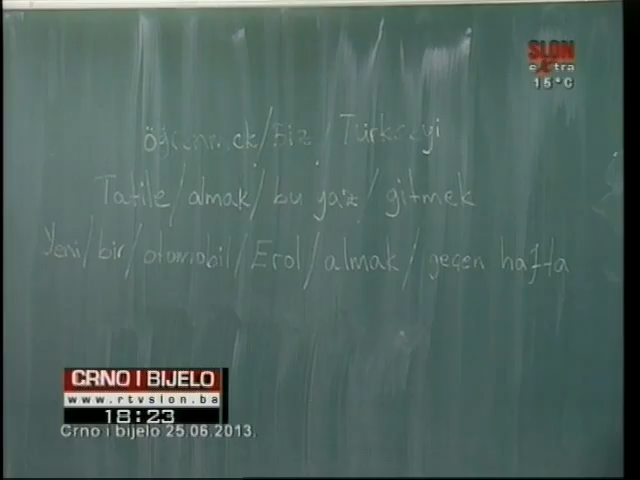 SLON
extra
15°C
öğrenmek/Biz Türkçeyi
Tatile/almak/bu yaz/gitmek
Yeni/bir/otomobil/Erol/almak/geçen hafta
CRNO I BIJELO
www.rtvslon.ba
18:23
Crno i bijelo 25.06.2013.